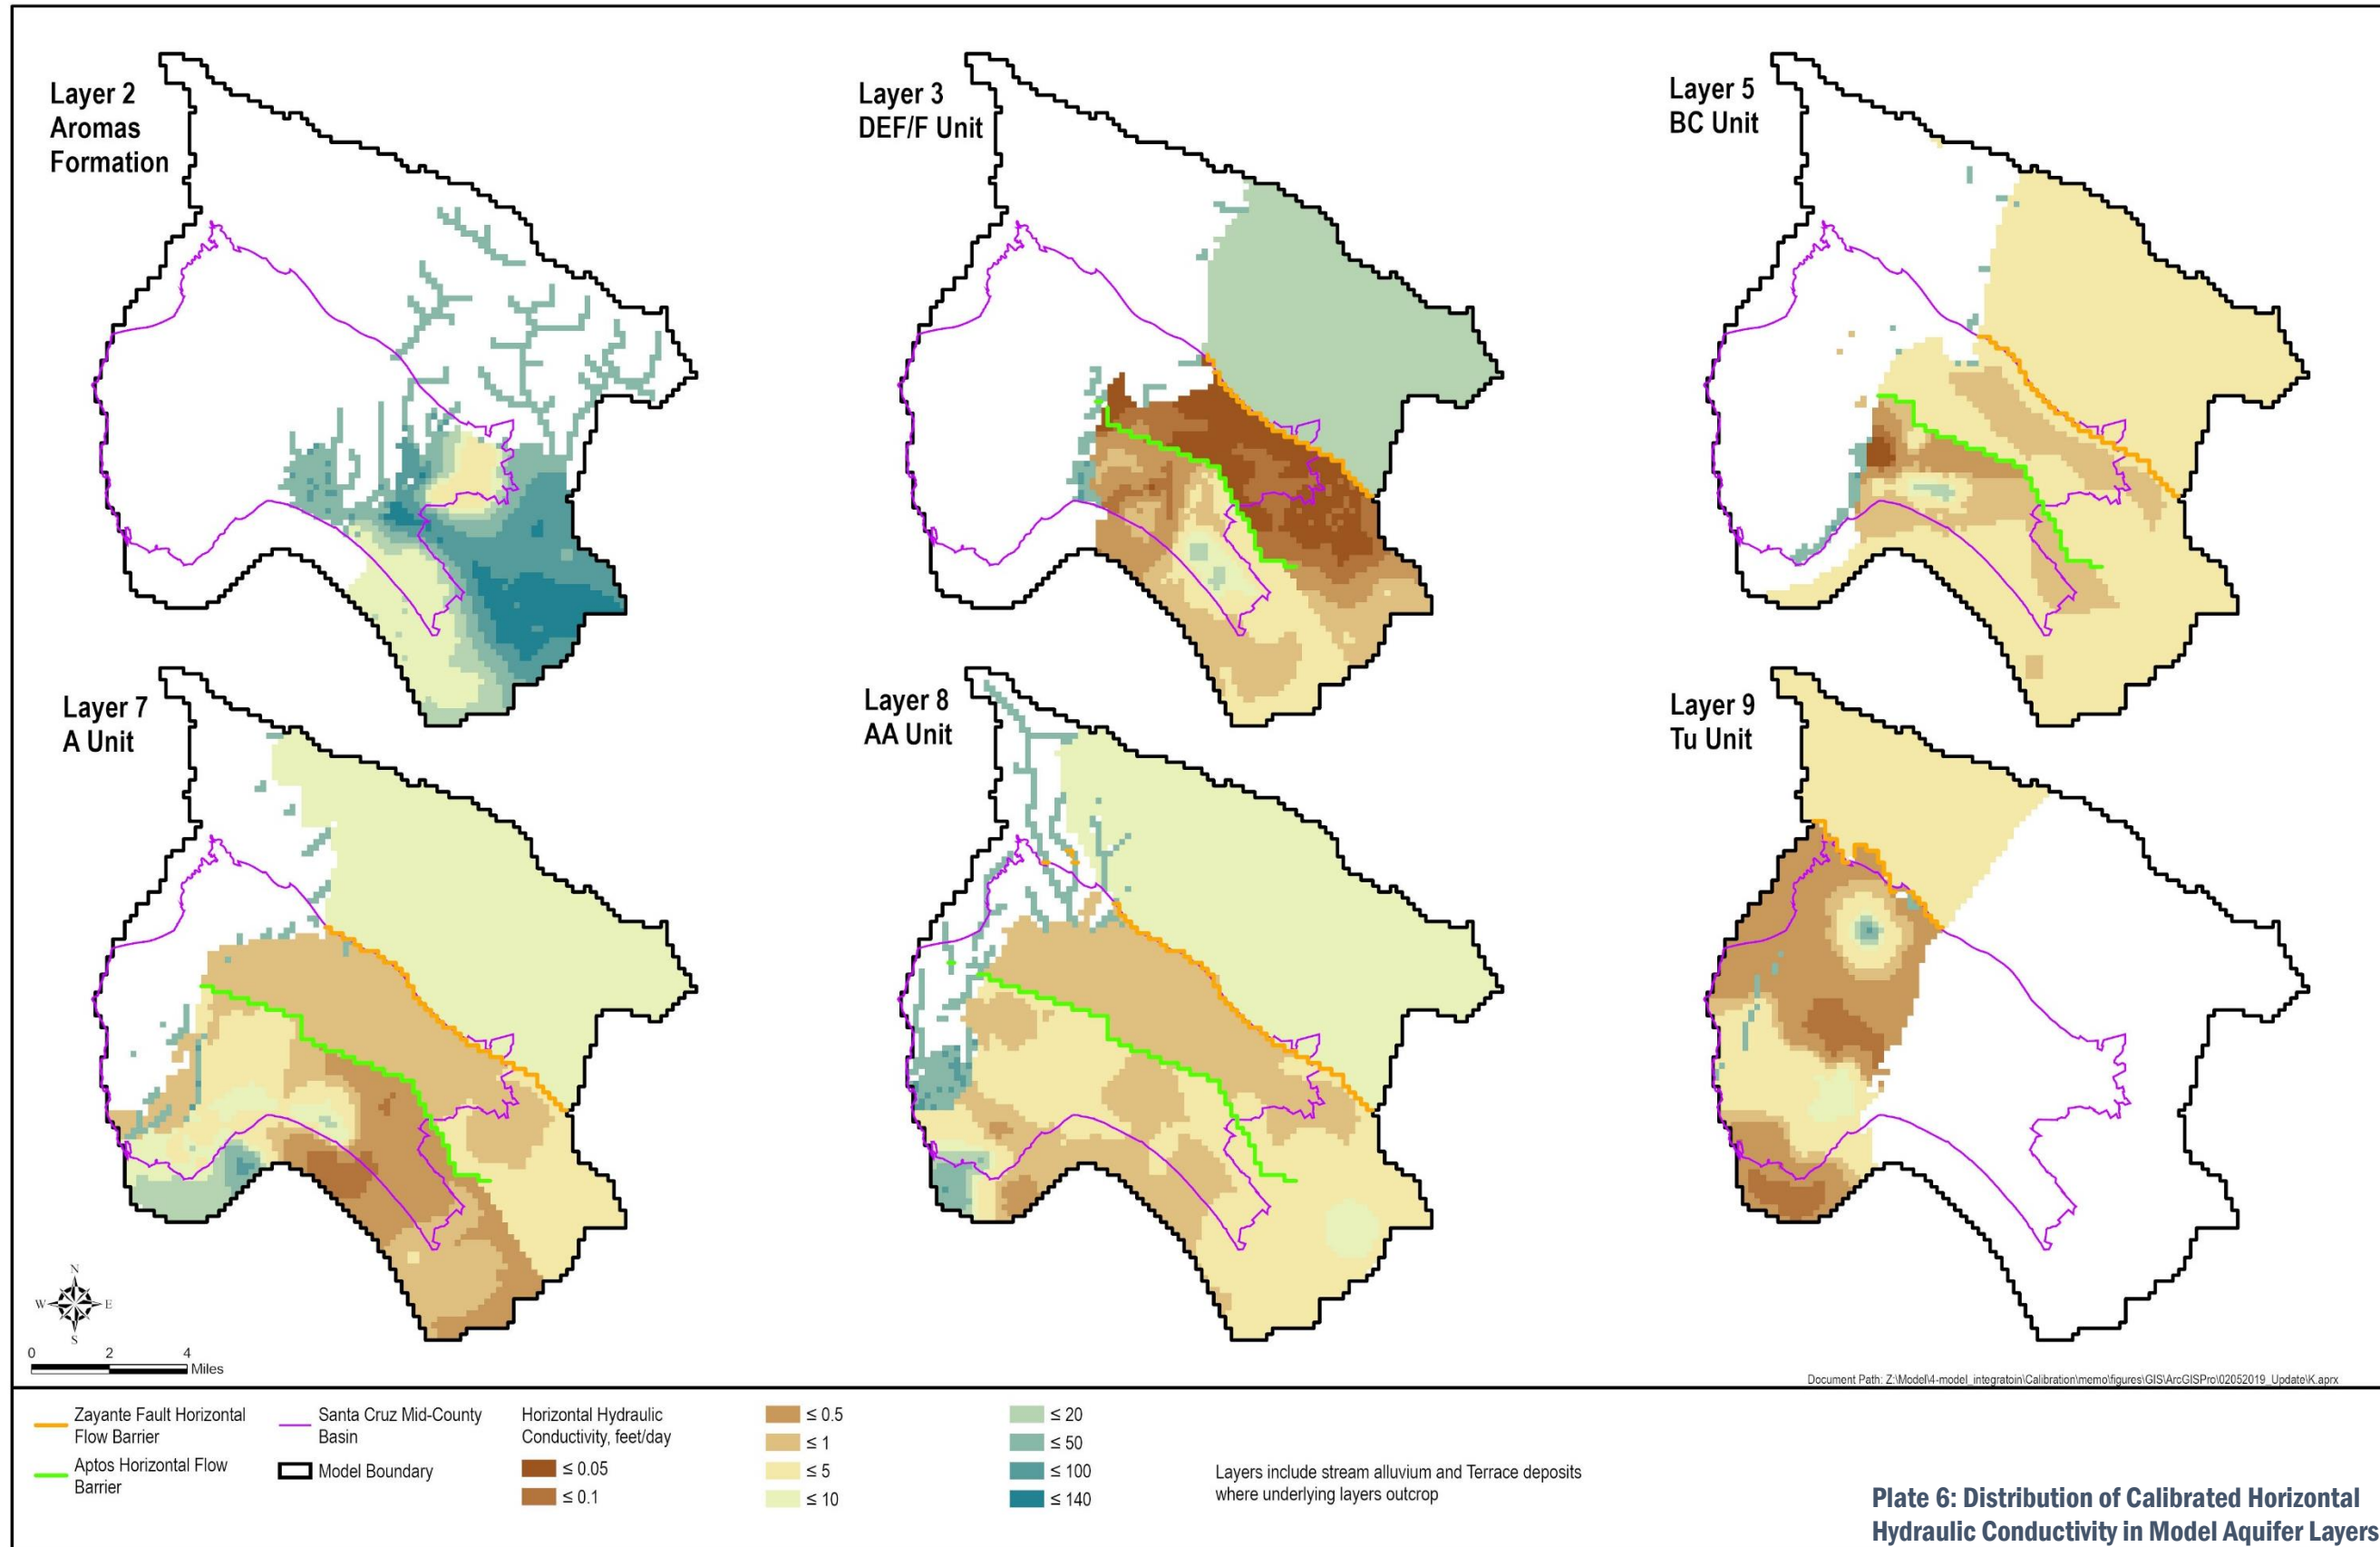 Layer 2
Aromas
Formation
Layer 3
DEF/F Unit
Layer 5
BC Unit
Layer 7
A Unit
Layer 8
AA Unit
Layer 9
Tu Unit
N
W E
S
0 2 4
Miles
Document Path: Z:\Model\4-model_integratoin\Calibration\memo\figures\GIS\ArcGISPro\02052019_Update\K.aprx
Zayante Fault Horizontal
Flow Barrier
Aptos Horizontal Flow
Barrier
Santa Cruz Mid-County
Basin
Model Boundary
Horizontal Hydraulic
Conductivity, feet/day
≤ 0.05
≤ 0.1
≤ 0.5
≤ 1
≤ 5
≤ 10
≤ 20
≤ 50
≤ 100
≤ 140
Layers include stream alluvium and Terrace deposits
where underlying layers outcrop
Plate 6: Distribution of Calibrated Horizontal
Hydraulic Conductivity in Model Aquifer Layers